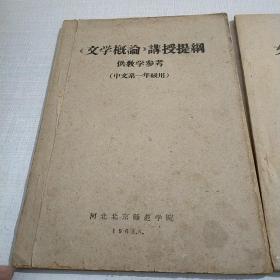 《文学概論》講授提綱
供教学参考
(中文系一年級用)
河北北京師范学院